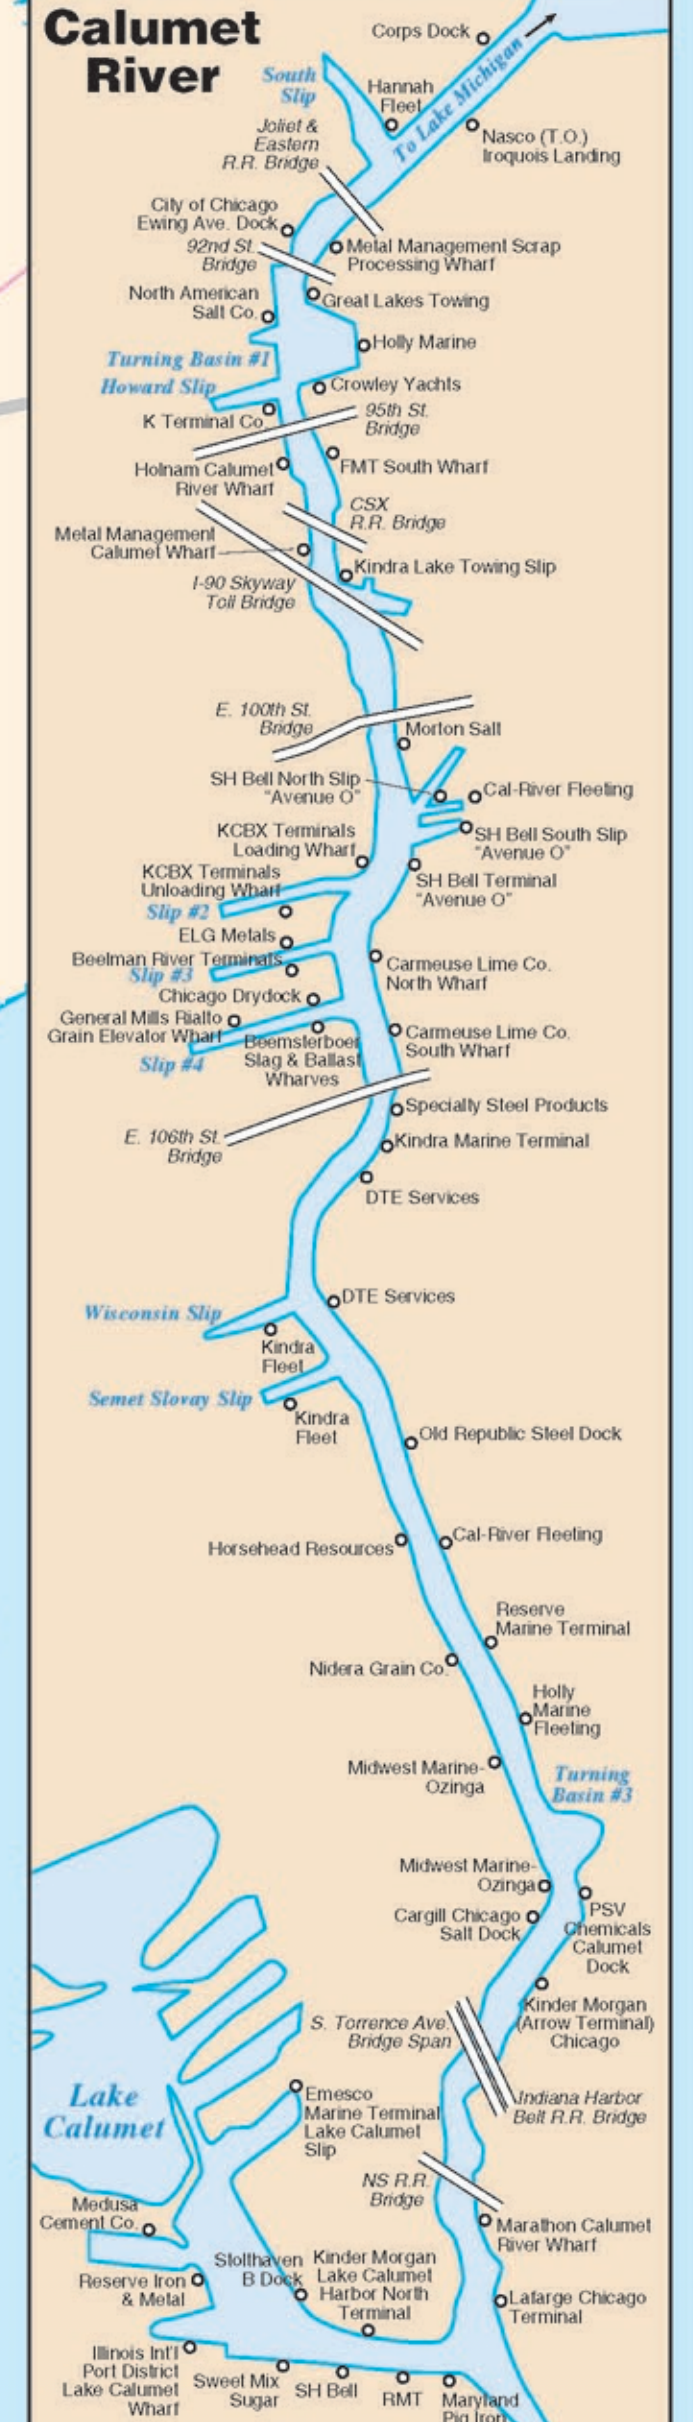 Calumet
River
Corps Dock
To Lake Michigan
South
Slip
Hannah
Fleet
Nasco (T.O.)
Iroquois Landing
Joliet &
Eastern
R.R. Bridge
City of Chicago
Ewing Ave. Dock
92nd St.
Bridge
Metal Management Scrap
Processing Wharf
North American
Salt Co.
Great Lakes Towing
Holly Marine
Turning Basin #1
Howard Slip
Crowley Yachts
K Terminal Co.
95th St.
Bridge
Holnam Calumet
River Wharf
FMT South Wharf
CSX
R.R. Bridge
Metal Management
Calumet Wharf
Kindra Lake Towing Slip
I-90 Skyway
Toll Bridge
E. 100th St.
Bridge
Morton Salt
SH Bell North Slip
"Avenue O"
Cal-River Fleeting
KCBX Terminals
Loading Wharf
SH Bell South Slip
"Avenue O"
KCBX Terminals
Unloading Wharf
SH Bell Terminal
"Avenue O"
Slip #2
ELG Metals
Beelman River Terminals
Slip #3
Carmeuse Lime Co.
North Wharf
Chicago Drydock
General Mills Rialto
Grain Elevator Wharf
Beemsterboer
Slag & Ballast
Wharves
Carmeuse Lime Co.
South Wharf
Slip #4
E. 106th St.
Bridge
Specialty Steel Products
Kindra Marine Terminal
DTE Services
DTE Services
Wisconsin Slip
Kindra
Fleet
Semet Slovay Slip
Kindra
Fleet
Old Republic Steel Dock
Horsehead Resources
Cal-River Fleeting
Reserve
Marine Terminal
Nidera Grain Co.
Holly
Marine
Fleeting
Midwest Marine-
Ozinga
Turning
Basin #3
Midwest Marine-
Ozinga
Cargill Chicago
Salt Dock
PSV
Chemicals
Calumet
Dock
Kinder Morgan
(Arrow Terminal)
Chicago
S. Torrence Ave.
Bridge Span
Indiana Harbor
Belt R.R. Bridge
Lake
Calumet
Emesco
Marine Terminal
Lake Calumet
Slip
NS R.R.
Bridge
Medusa
Cement Co.
Marathon Calumet
River Wharf
Reserve Iron
& Metal
Stolthaven
B Dock
Kinder Morgan
Lake Calumet
Harbor North
Terminal
Lafarge Chicago
Terminal
Illinois Int'l
Port District
Lake Calumet
Wharf
Sweet Mix
Sugar
SH Bell
RMT
Maryland
Pig Iron